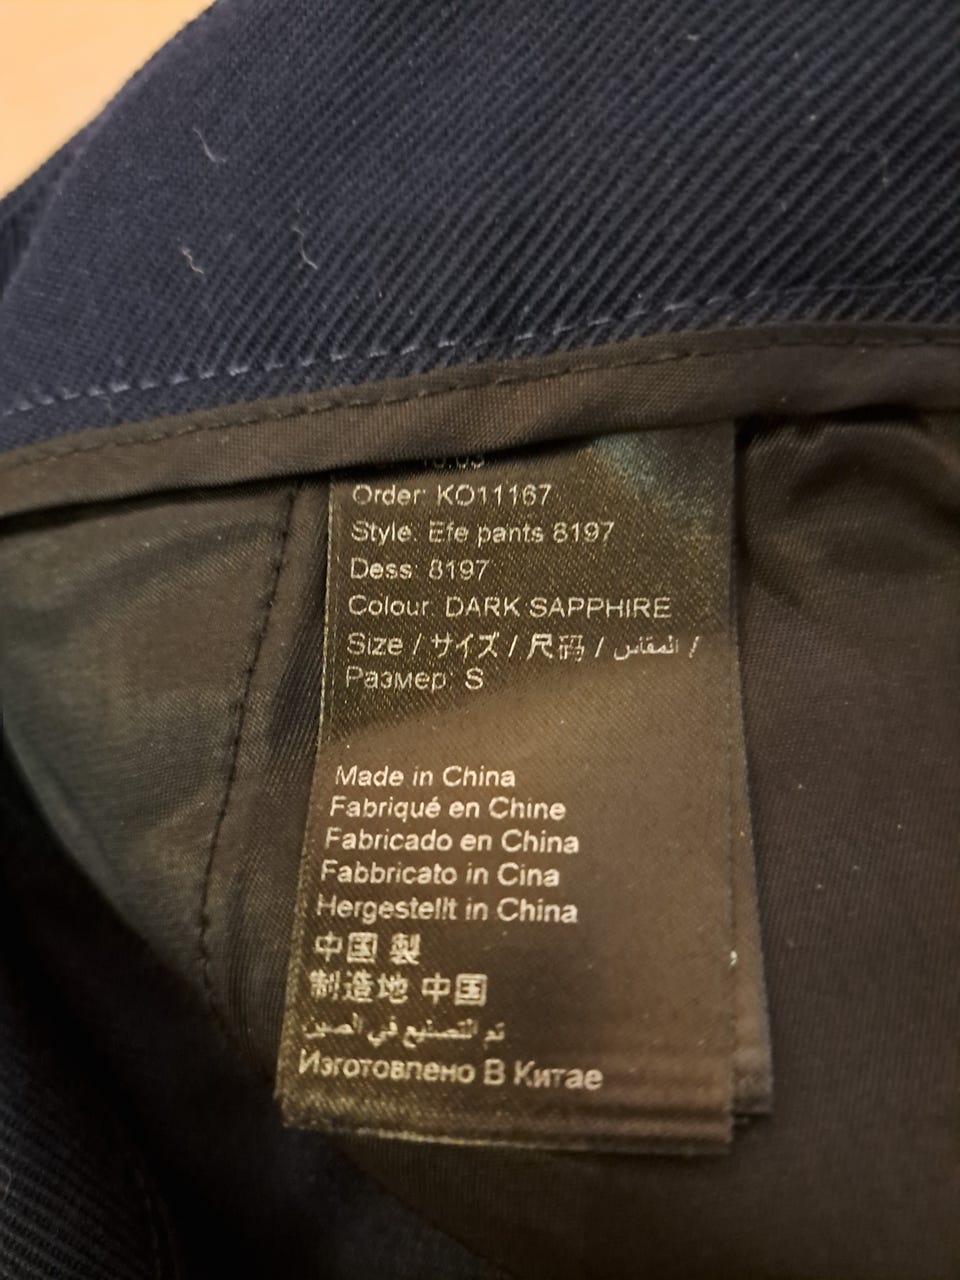 Order: KO11167
Style: Efe pants 8197
Dess: 8197
Colour: DARK SAPPHIRE
Size / サイズ / 尺码 / المقاس /
Размер: S
Made in China
Fabriqué en Chine
Fabricado en China
Fabbricato in Cina
Hergestellt in China
中国 製
制造地 中国
تم التصنيع في الصين
Изготовлено В Китае